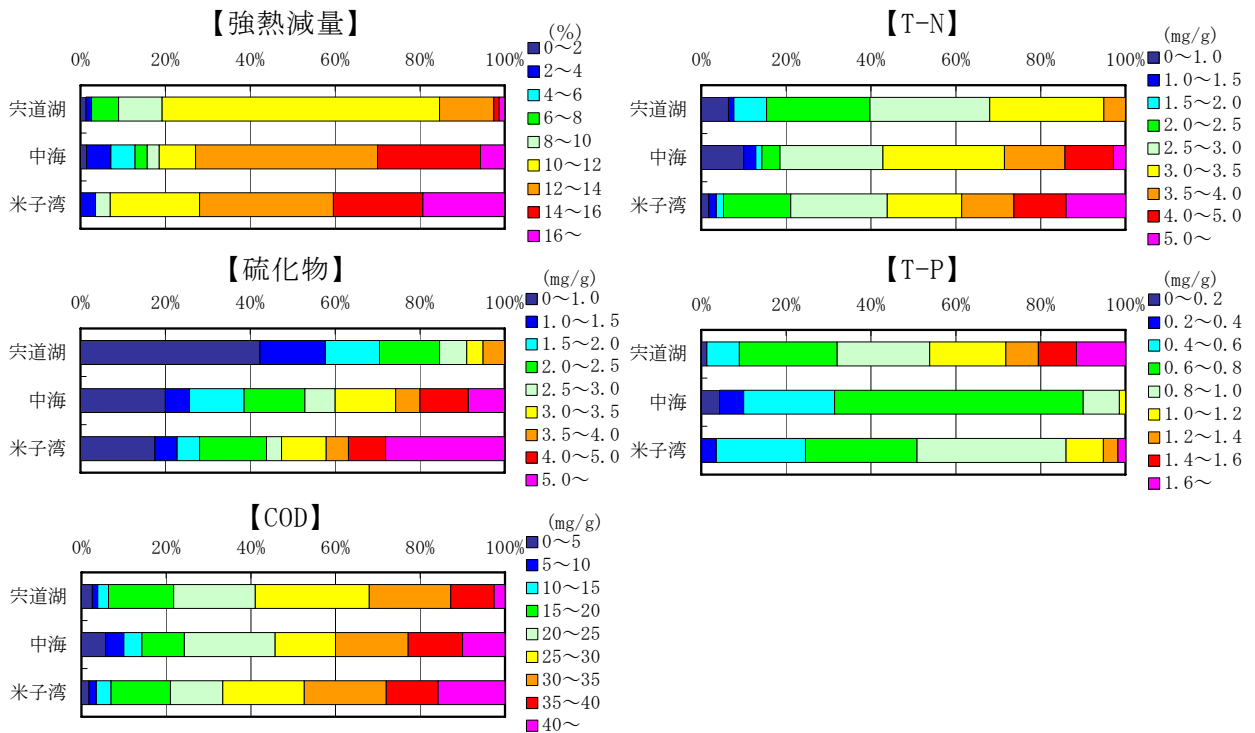 【強熱減量】
(%)
0% 20% 40% 60% 80% 100%
宍道湖
中海
米子湾
0～2
2～4
4～6
6～8
8～10
10～12
12～14
14～16
16～
【T-N】
(mg/g)
0% 20% 40% 60% 80% 100%
宍道湖
中海
米子湾
0～1.0
1.0～1.5
1.5～2.0
2.0～2.5
2.5～3.0
3.0～3.5
3.5～4.0
4.0～5.0
5.0～
【硫化物】
(mg/g)
0% 20% 40% 60% 80% 100%
宍道湖
中海
米子湾
0～1.0
1.0～1.5
1.5～2.0
2.0～2.5
2.5～3.0
3.0～3.5
3.5～4.0
4.0～5.0
5.0～
【T-P】
(mg/g)
0% 20% 40% 60% 80% 100%
宍道湖
中海
米子湾
0～0.2
0.2～0.4
0.4～0.6
0.6～0.8
0.8～1.0
1.0～1.2
1.2～1.4
1.4～1.6
1.6～
【COD】
(mg/g)
0% 20% 40% 60% 80% 100%
宍道湖
中海
米子湾
0～5
5～10
10～15
15～20
20～25
25～30
30～35
35～40
40～